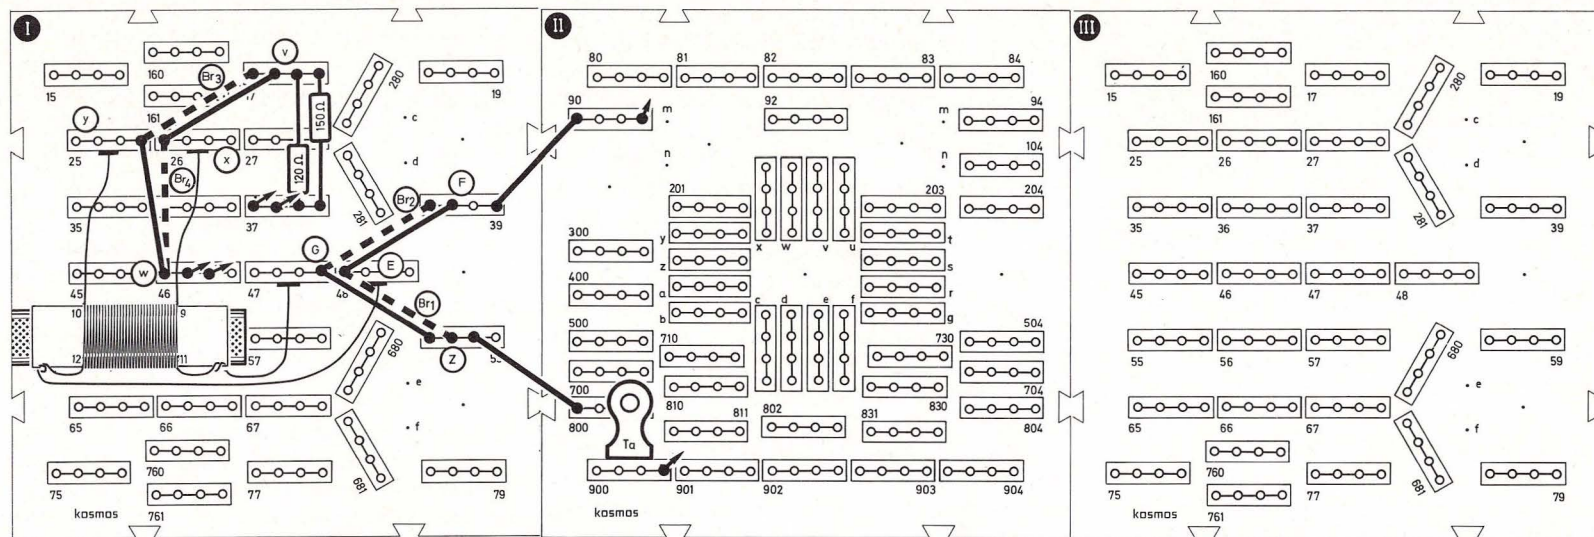 I
160
V
Br3
280
15
161
17
19
c
y
150 Ω
25
26
x
27
d
Br4
120 Ω
Br2
F
35
37
281
39
G
w
E
45
46
47
48
10
9
Br1
12
11
57
680
Z
e
65
66
67
f
760
75
77
681
79
761
kosmos
II
80
81
82
83
84
90
m
92
m
94
n
n
104
201
203
204
y
x
w
v
u
t
300
z
s
400
a
r
b
c
d
e
f
g
500
504
710
730
700
810
830
704
800
811
802
831
804
Ta
900
901
902
903
904
kosmos
III
160
280
15
161
17
19
c
25
26
27
d
35
36
37
281
39
45
46
47
48
55
56
57
680
59
e
65
66
67
f
760
75
77
681
79
761
kosmos